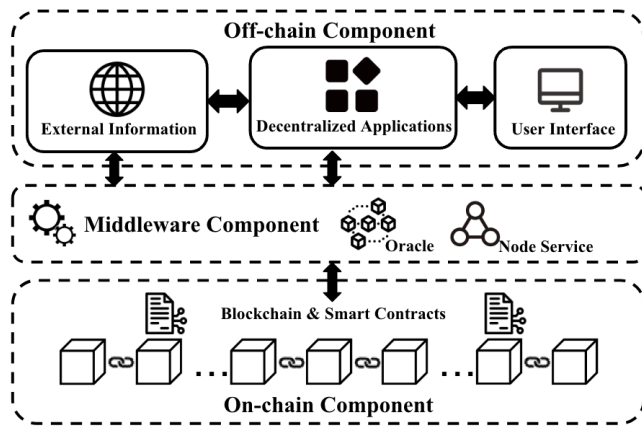 Off-chain Component
External Information
Decentralized Applications
User Interface
Middleware Component
Oracle
Node Service
Blockchain & Smart Contracts
...
...
On-chain Component